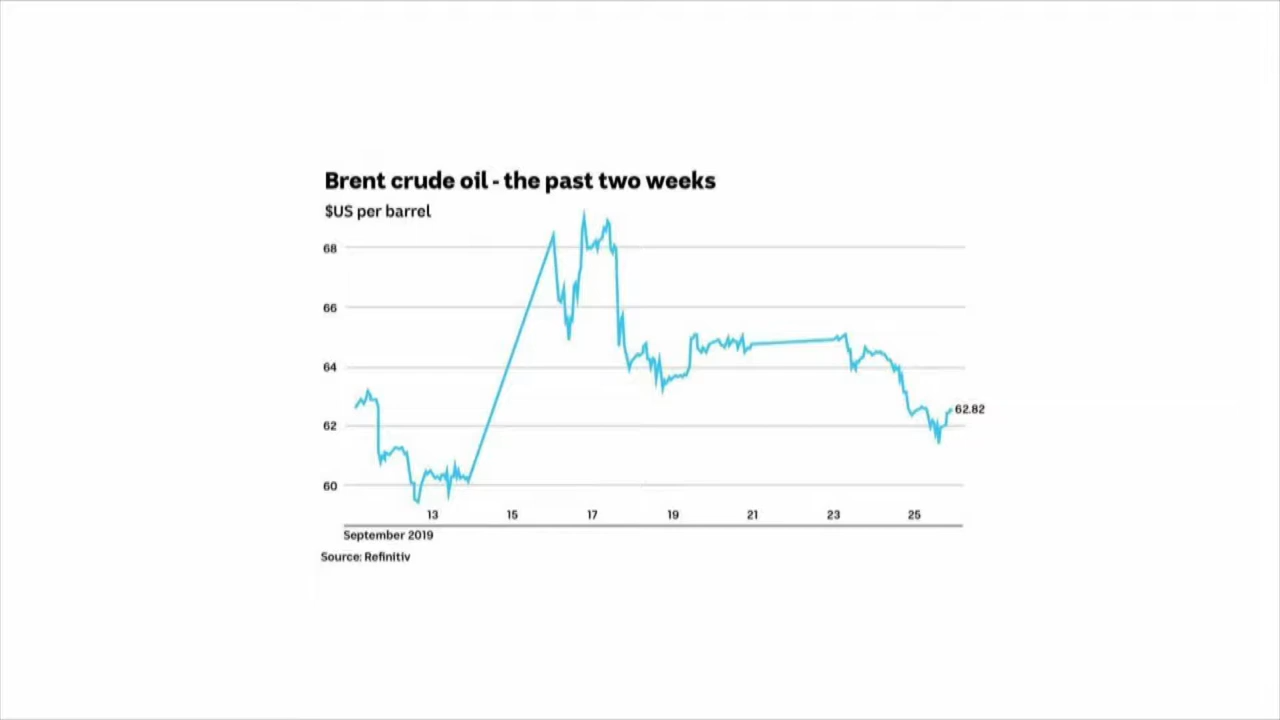 Brent crude oil - the past two weeks
$US per barrel
68
66
64
62.82
62
60
13 15 17 19 21 23 25
September 2019
Source: Refinitiv